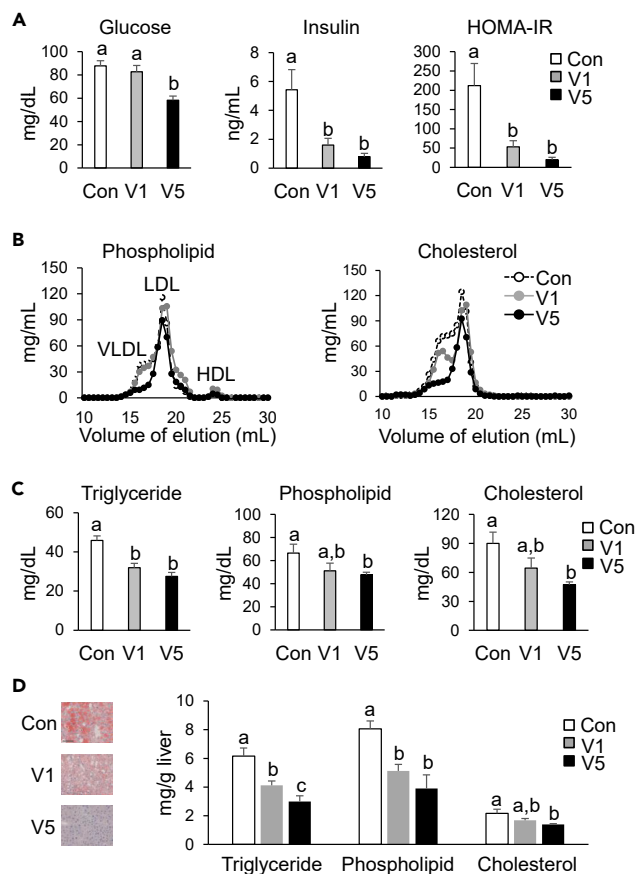 A
Glucose
Insulin
HOMA-IR
mg/dL
100
80
60
40
20
0
a
a
b
Con V1 V5
ng/mL
8
6
4
2
0
a
b
b
Con V1 V5
250
200
150
100
50
0
a
b
b
Con V1 V5
Con
V1
V5
B
Phospholipid
Cholesterol
mg/mL
150
120
90
60
30
0
LDL
VLDL
HDL
10 15 20 25 30
Volume of elution (mL)
mg/mL
150
120
90
60
30
0
10 15 20 25 30
Volume of elution (mL)
Con
V1
V5
C
Triglyceride
Phospholipid
Cholesterol
mg/dL
60
40
20
0
a
b
b
Con V1 V5
mg/dL
100
80
60
40
20
0
a
a,b
b
Con V1 V5
mg/dL
120
90
60
30
0
a
a,b
b
Con V1 V5
Con
V1
V5
D
Con
V1
V5
mg/g liver
10
8
6
4
2
0
a
b
c
a
b
b
a
a,b
b
Triglyceride Phospholipid Cholesterol
Con
V1
V5